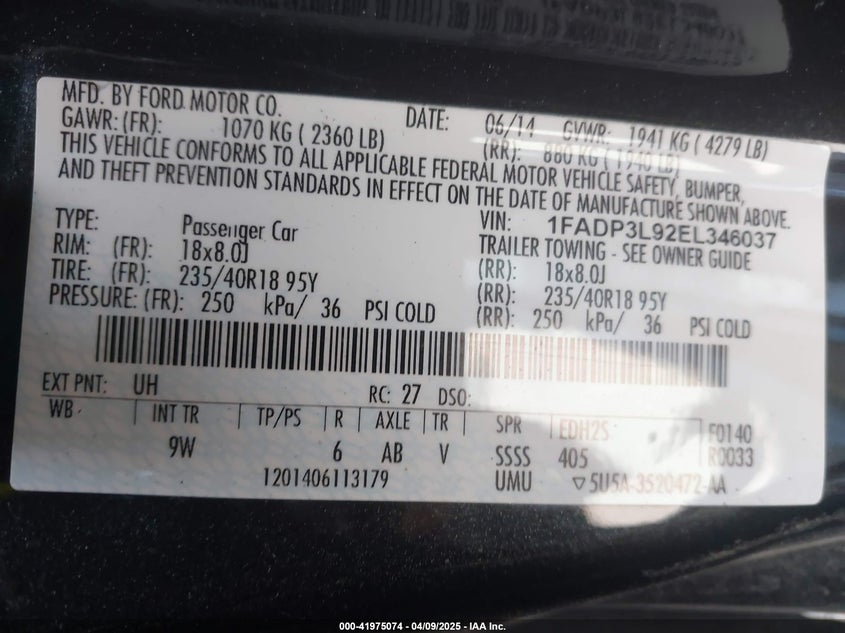 MFD. BY FORD MOTOR CO. DATE: 06/14 GVWR: 1941 KG ( 4279 LB)
GAWR: (FR): 1070 KG ( 2360 LB) (RR): 880 KG ( 1940 LB)
THIS VEHICLE CONFORMS TO ALL APPLICABLE FEDERAL MOTOR VEHICLE SAFETY, BUMPER,
AND THEFT PREVENTION STANDARDS IN EFFECT ON THE DATE OF MANUFACTURE SHOWN ABOVE.
VIN: 1FADP3L92EL346037
TYPE: Passenger Car TRAILER TOWING - SEE OWNER GUIDE
RIM: (FR): 18x8.0J (RR): 18x8.0J
TIRE: (FR): 235/40R18 95Y (RR): 235/40R18 95Y
PRESSURE: (FR): 250 kPa/ 36 PSI COLD (RR): 250 kPa/ 36 PSI COLD
EXT PNT: UH RC: 27 DSO:
WB INT TR TP/PS R AXLE TR SPR EDH2S F0140
9W 6 AB V SSSS 405 R0033
1201406113179 UMU ▽5U5A-3520472-AA
000-41975074 - 04/09/2025 - IAA Inc.